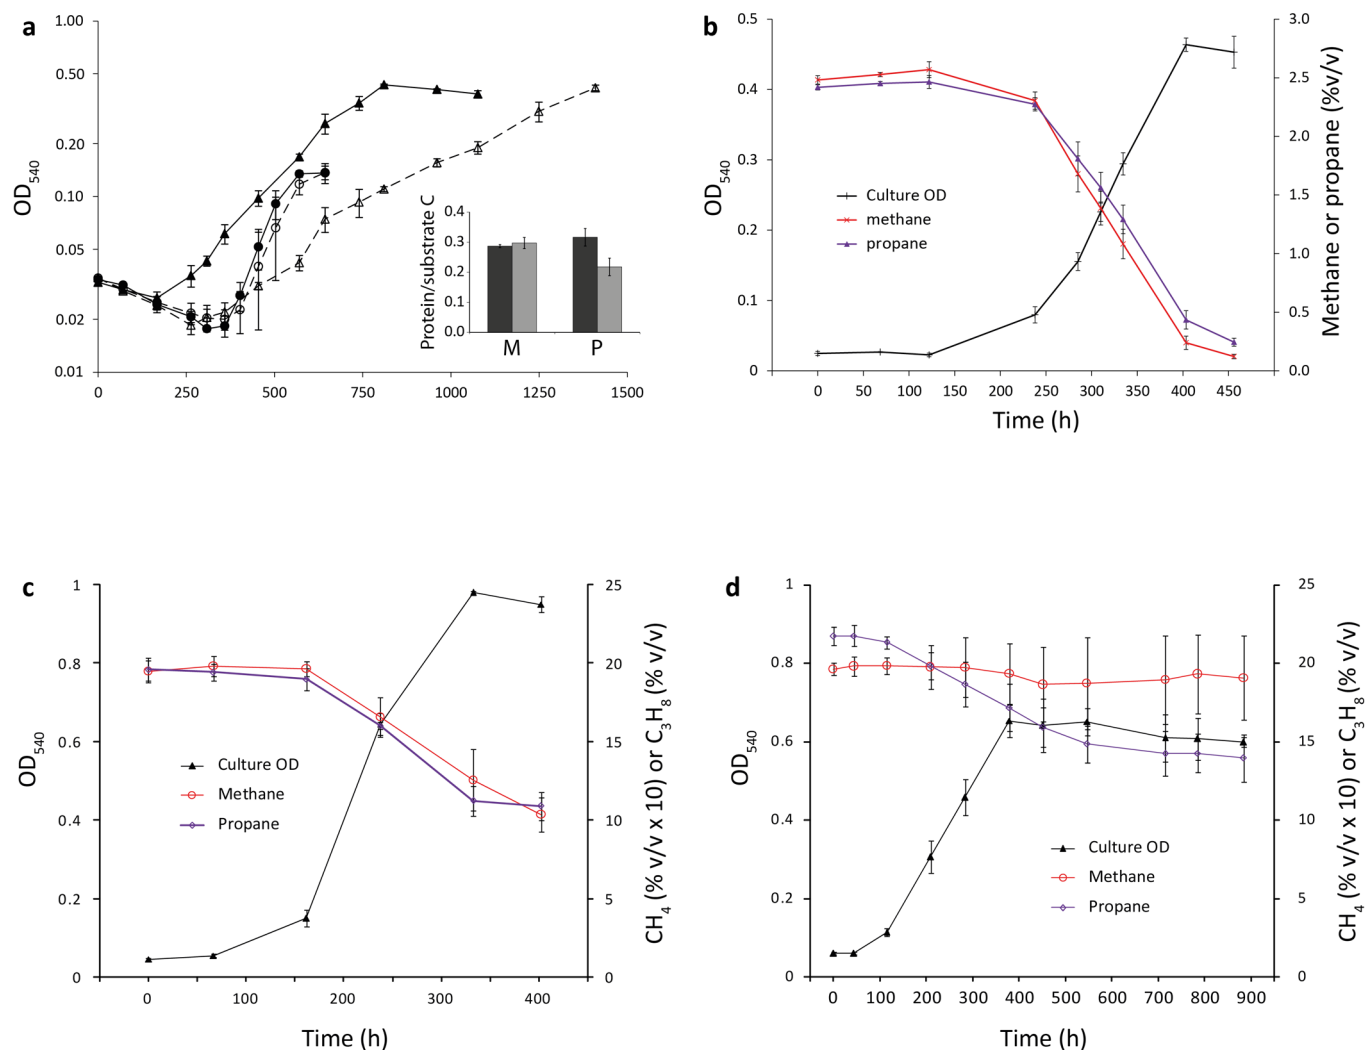 a
1.00
0.50
0.20
0.10
0.05
0.02
0.01
OD540
0
250
500
750
1000
1250
1500
Protein/substrate C
0.4
0.3
0.2
0.1
0.0
M
P
b
0.5
0.4
0.3
0.2
0.1
0
OD540
3.0
2.5
2.0
1.5
1.0
0.5
0.0
Methane or propane (%v/v)
Culture OD
methane
propane
0 50 100 150 200 250 300 350 400 450
Time (h)
c
1
0.8
0.6
0.4
0.2
0
OD540
25
20
15
10
5
0
CH4 (% v/v x 10) or C3H8 (% v/v)
Culture OD
Methane
Propane
0 100 200 300 400
Time (h)
d
1
0.8
0.6
0.4
0.2
0
OD540
25
20
15
10
5
0
CH4 (% v/v x 10) or C3H8 (% v/v)
Culture OD
Methane
Propane
0 100 200 300 400 500 600 700 800 900
Time (h)